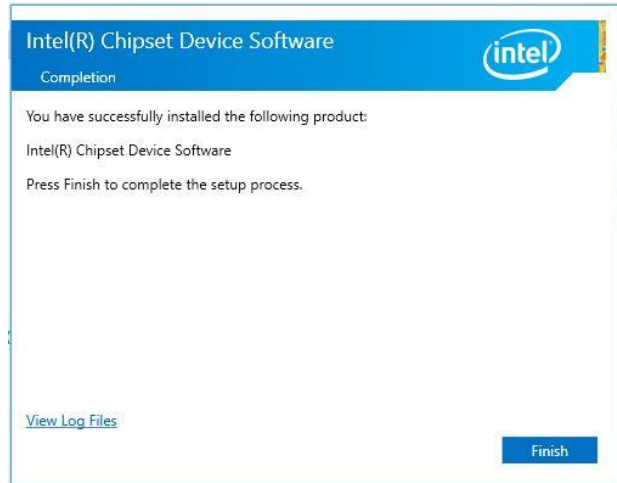 Intel(R) Chipset Device Software
intel
Completion
You have successfully installed the following product:
Intel(R) Chipset Device Software
Press Finish to complete the setup process.
View Log Files
Finish